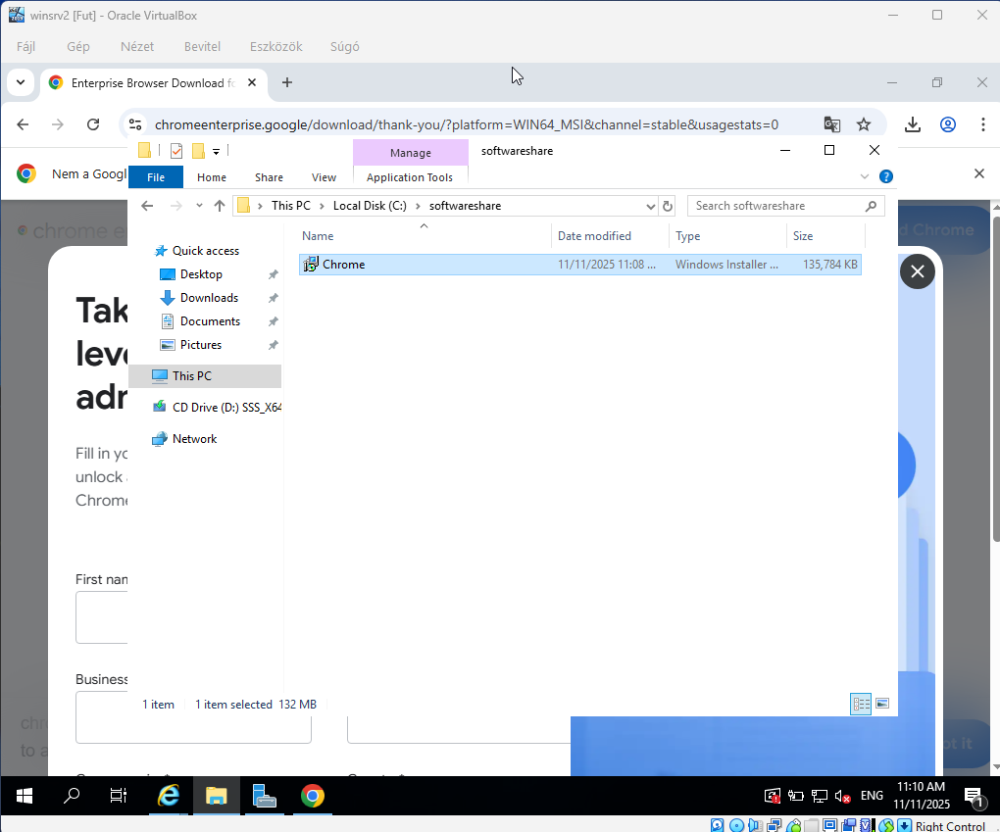 winsrv2 [Fut] - Oracle VirtualBox
Fájl Gép Nézet Bevitel Eszközök Súgó
Enterprise Browser Download fo
chromeenterprise.google/download/thank-you/?platform=WIN64_MSI&channel=stable&usagestats=0
Nem a Googl
Manage softwareshare
File Home Share View Application Tools
This PC Local Disk (C:) softwareshare Search softwareshare
chrome e d Chrome
Name Date modified Type Size
Chrome 11/11/2025 11:08 ... Windows Installer ... 135,784 KB
Quick access
Desktop
Downloads
Documents
Pictures
This PC
CD Drive (D:) SSS_X64
Network
Tak
leve
adm
Fill in yo
unlock
Chrome
First nam
Business
1 item 1 item selected 132 MB
chr
to a
ot it
ENG
11:10 AM
11/11/2025
1
Right Control